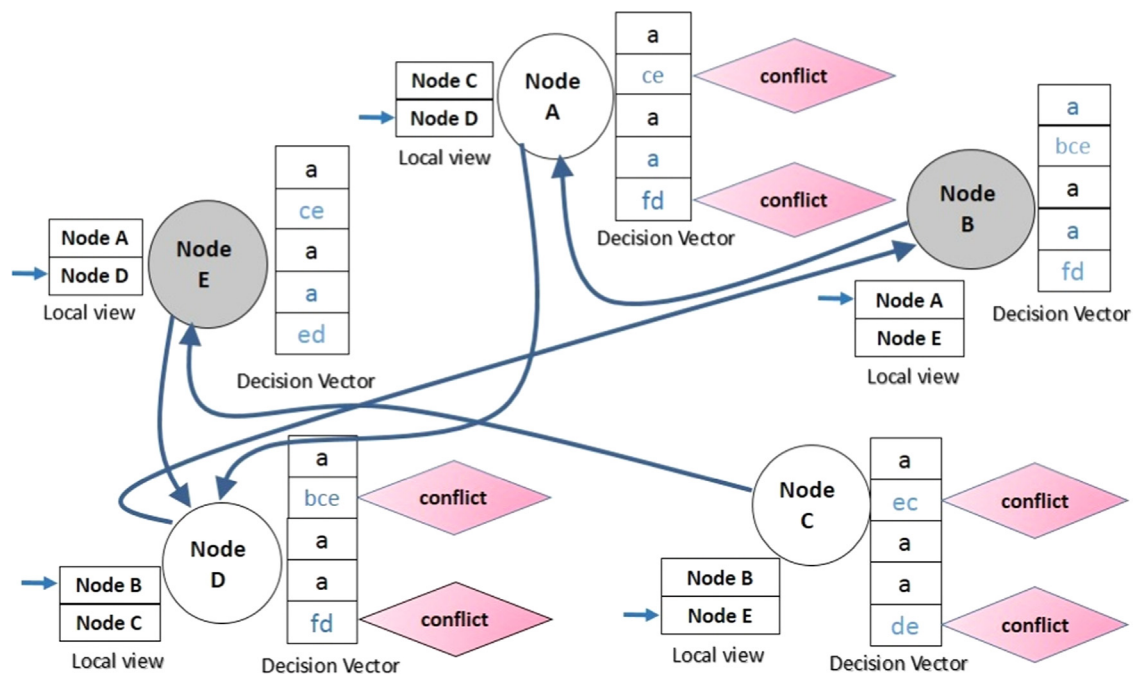 Node C
Node D
Local view
Node
A
a
ce
a
a
fd
conflict
conflict
Decision Vector
Node
B
a
bce
a
a
fd
Decision Vector
Node A
Node E
Local view
Node A
Node D
Local view
Node
E
a
ce
a
a
ed
Decision Vector
Node B
Node C
Local view
Node
D
a
bce
a
a
fd
conflict
conflict
Decision Vector
Node
C
Node B
Node E
Local view
a
ec
a
a
de
conflict
conflict
Decision Vector